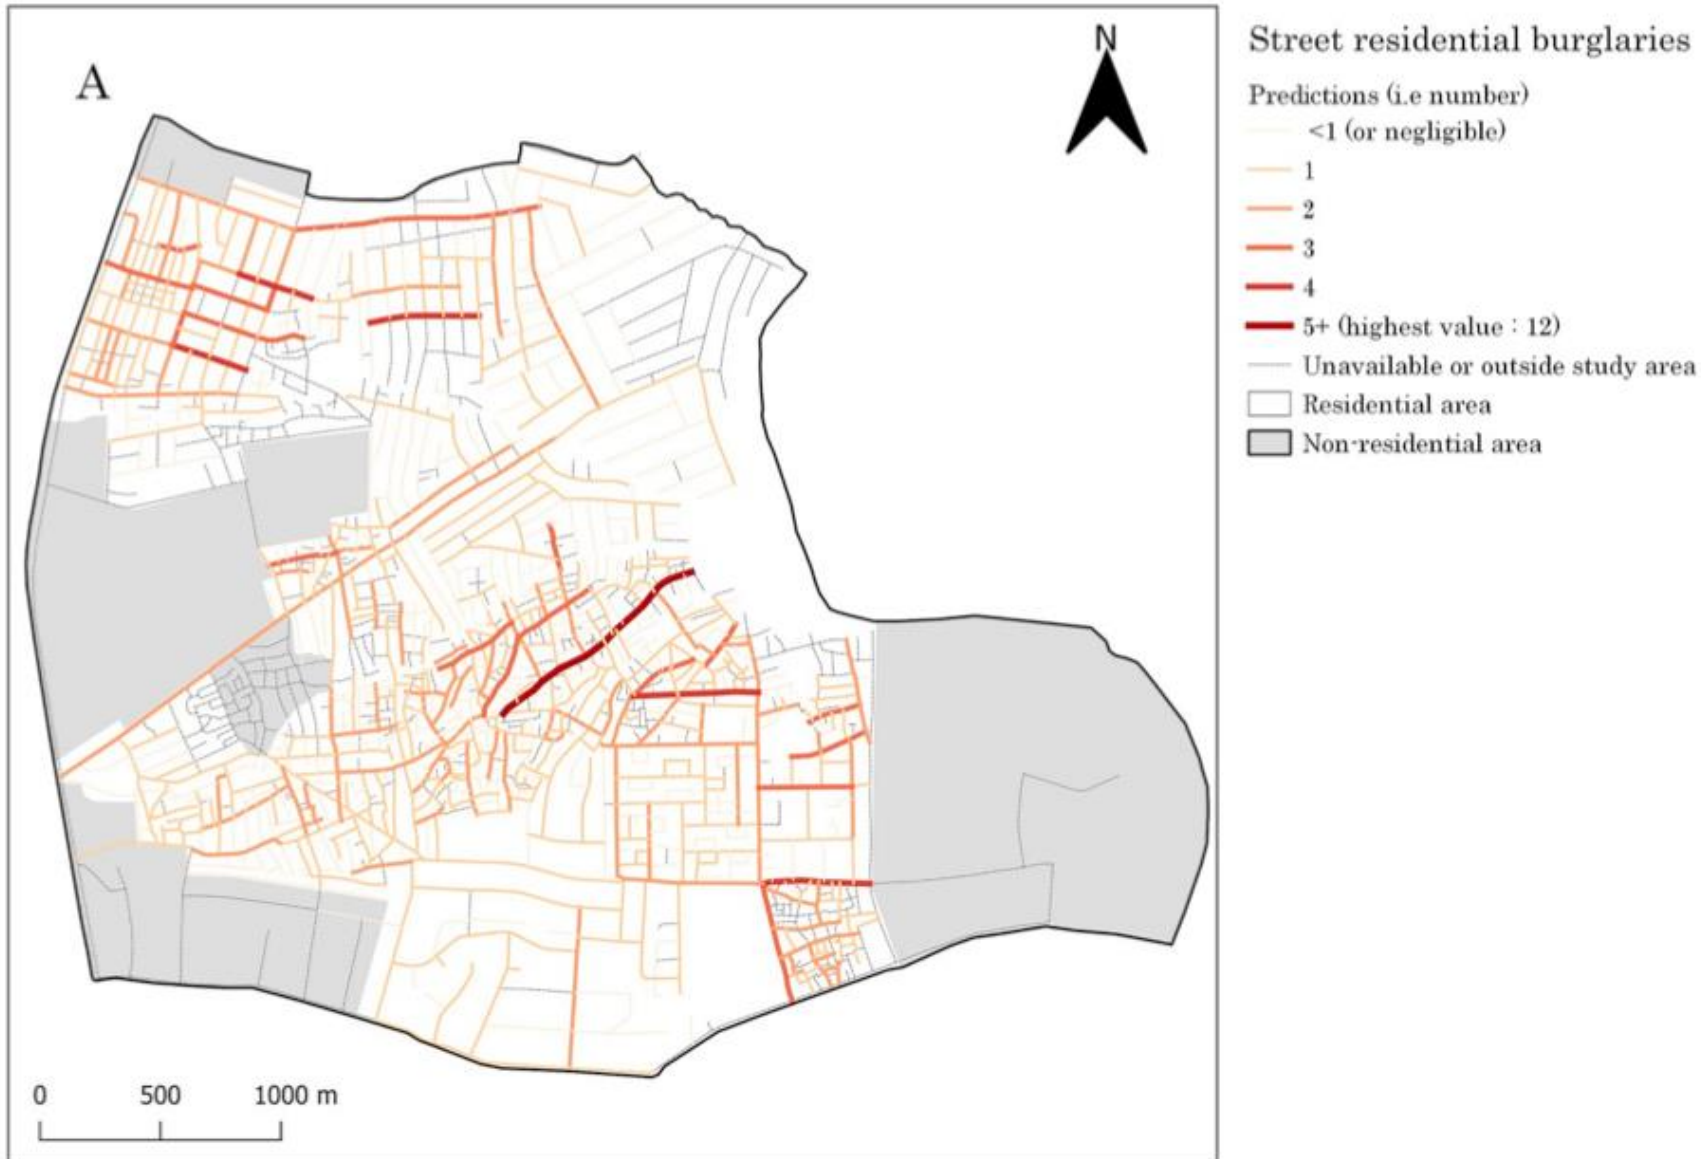 A
N
Street residential burglaries
Predictions (i.e number)
<1 (or negligible)
1
2
3
4
5+ (highest value : 12)
Unavailable or outside study area
Residential area
Non-residential area
0 500 1000 m